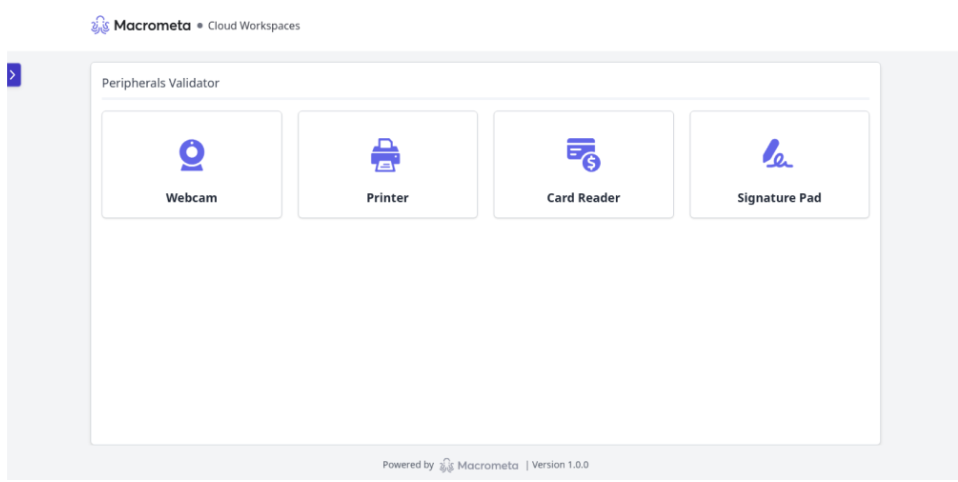 Macrometa • Cloud Workspaces
Peripherals Validator
Webcam
Printer
Card Reader
Signature Pad
Powered by Macrometa | Version 1.0.0